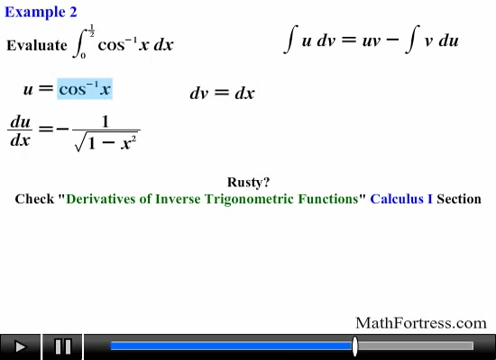 Example 2
Evaluate ∫₀^½ cos⁻¹x dx
∫ u dv = uv − ∫ v du
u = cos⁻¹x
dv = dx
du/dx = − 1/√(1 − x²)
Rusty?
Check "Derivatives of Inverse Trigonometric Functions" Calculus I Section
MathFortress.com